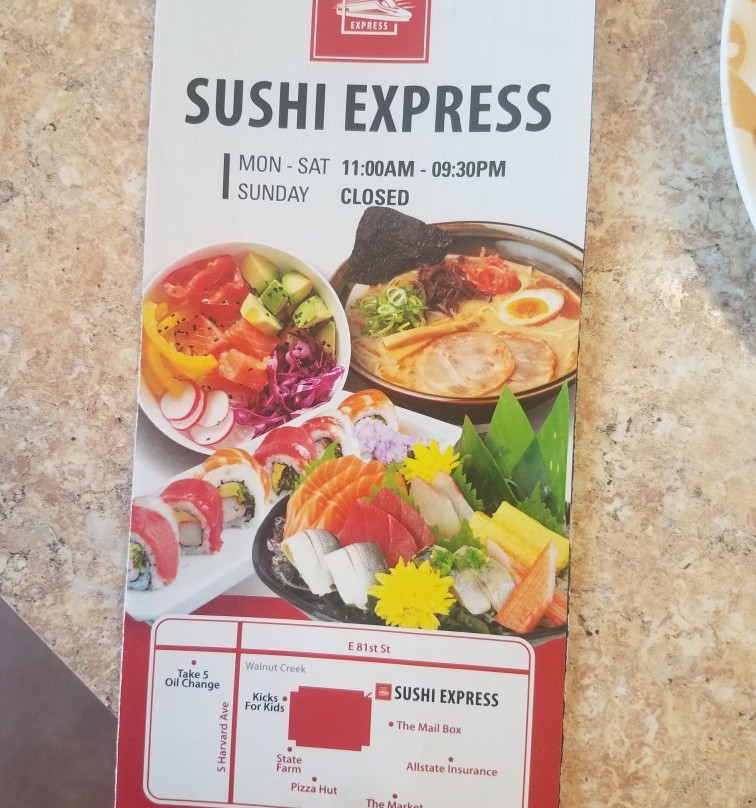 EXPRESS
SUSHI EXPRESS
MON - SAT 11:00AM - 09:30PM
SUNDAY CLOSED
E 81st St
Walnut Creek
Take 5
Oil Change
S Harvard Ave
Kicks
For Kids
SUSHI EXPRESS
The Mail Box
State
Farm
Allstate Insurance
Pizza Hut
The Market